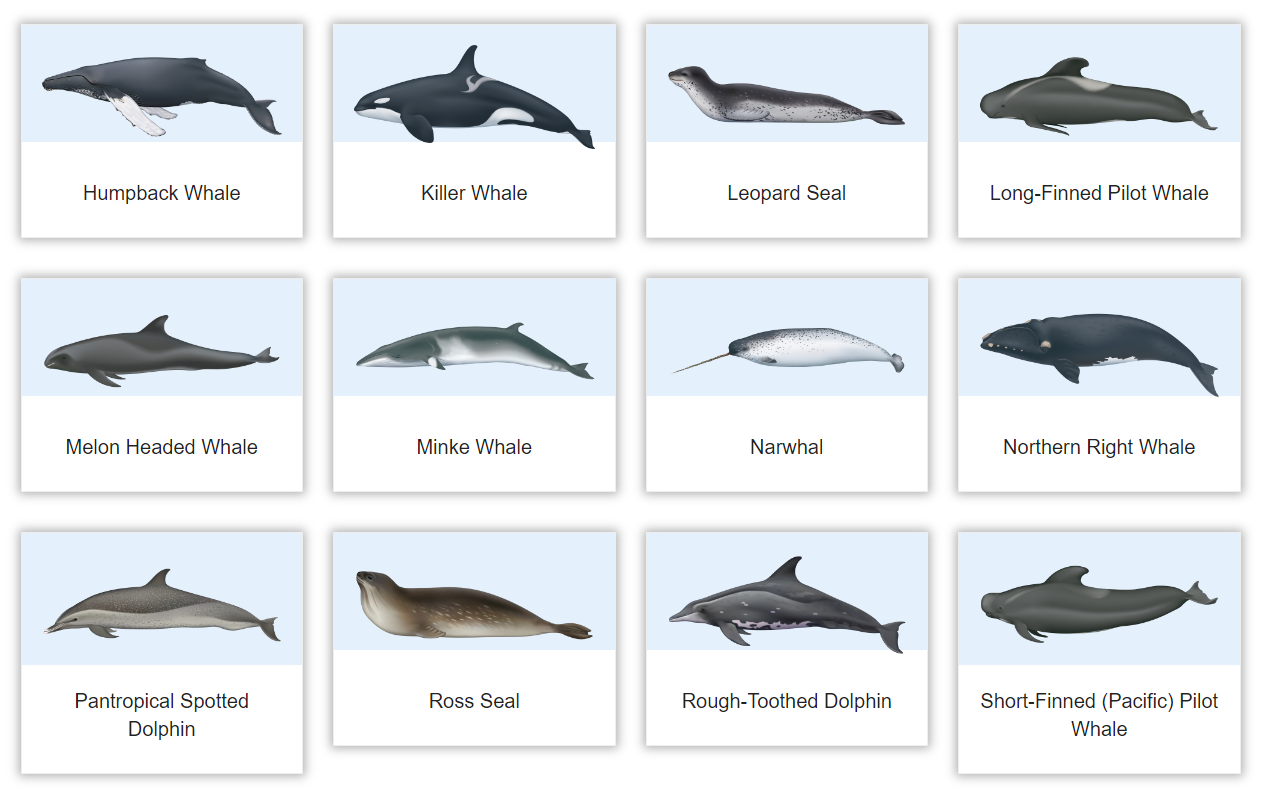 Humpback Whale
Killer Whale
Leopard Seal
Long-Finned Pilot Whale
Melon Headed Whale
Minke Whale
Narwhal
Northern Right Whale
Pantropical Spotted
Dolphin
Ross Seal
Rough-Toothed Dolphin
Short-Finned (Pacific) Pilot
Whale